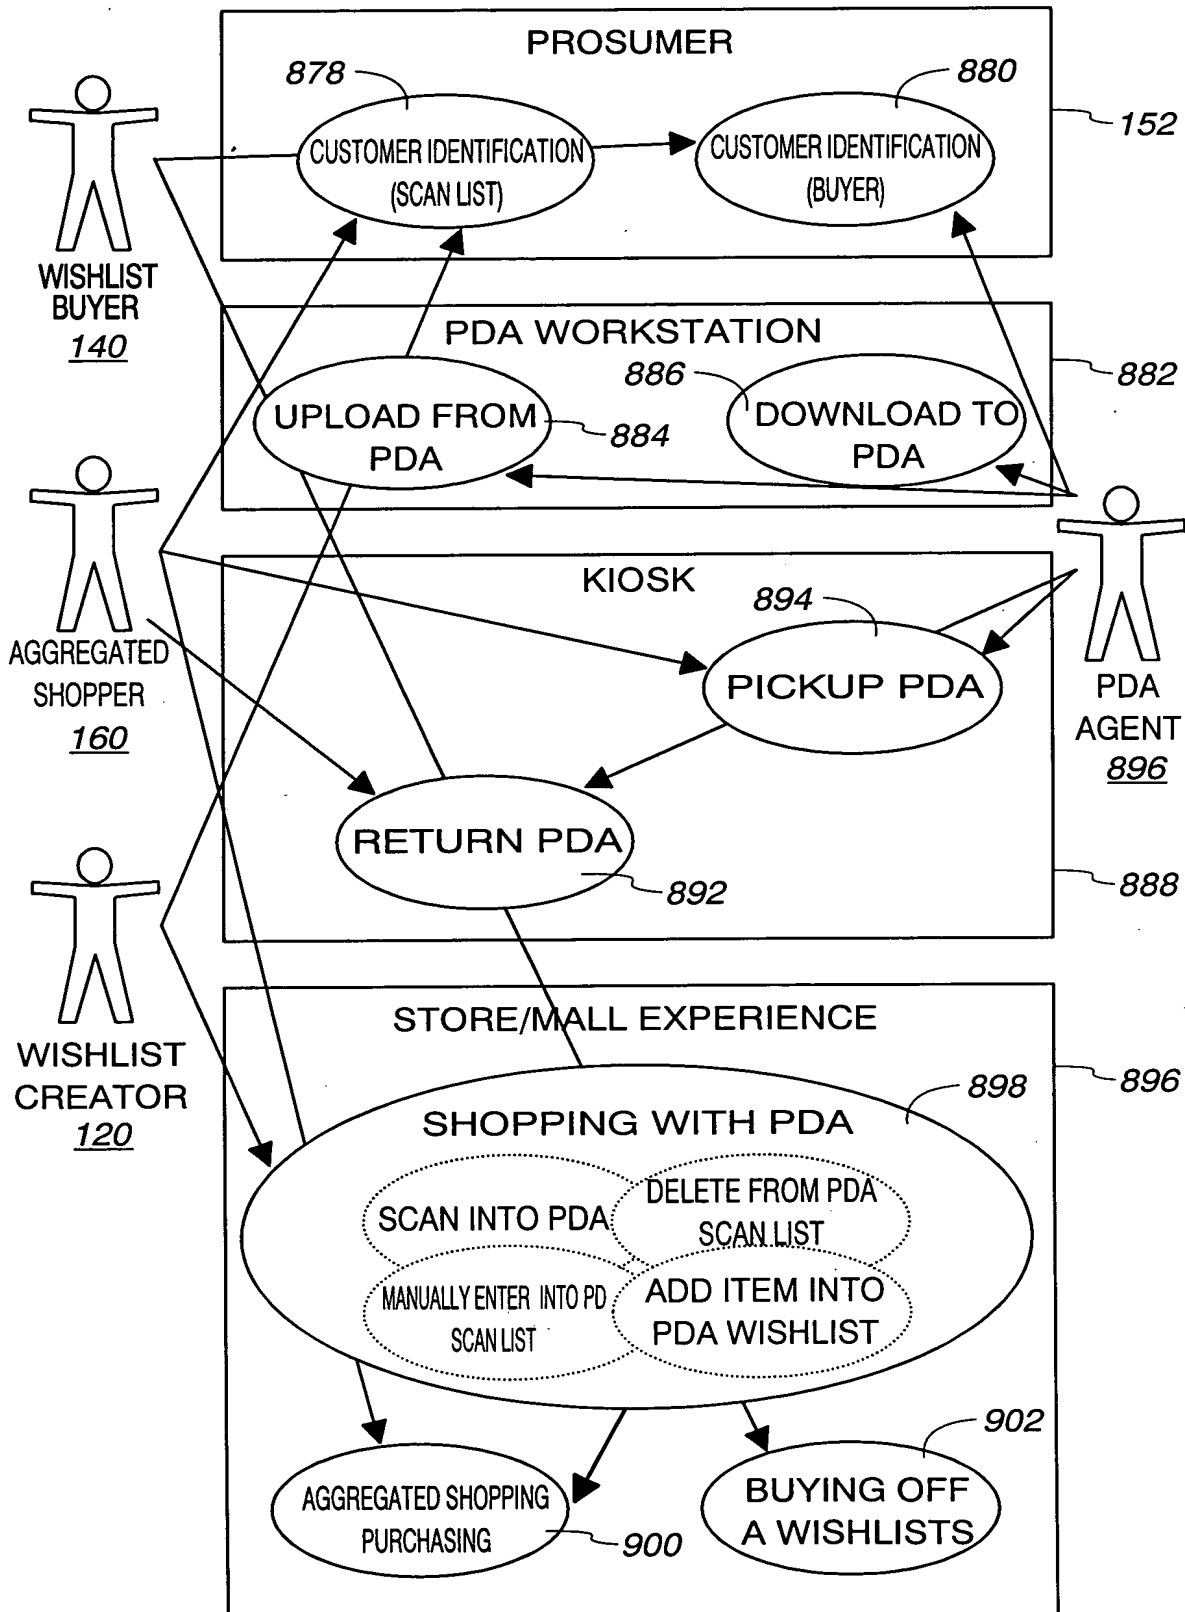 PROSUMER
878
880
CUSTOMER IDENTIFICATION
(SCAN LIST)
CUSTOMER IDENTIFICATION
(BUYER)
152
WISHLIST
BUYER
140
PDA WORKSTATION
886
882
UPLOAD FROM
PDA
884
DOWNLOAD TO
PDA
KIOSK
894
AGGREGATED
SHOPPER
160
PICKUP PDA
PDA
AGENT
896
RETURN PDA
892
888
WISHLIST
CREATOR
120
STORE/MALL EXPERIENCE
896
898
SHOPPING WITH PDA
SCAN INTO PDA
DELETE FROM PDA
SCAN LIST
MANUALLY ENTER INTO PD
SCAN LIST
ADD ITEM INTO
PDA WISHLIST
902
AGGREGATED SHOPPING
PURCHASING
900
BUYING OFF
A WISHLISTS